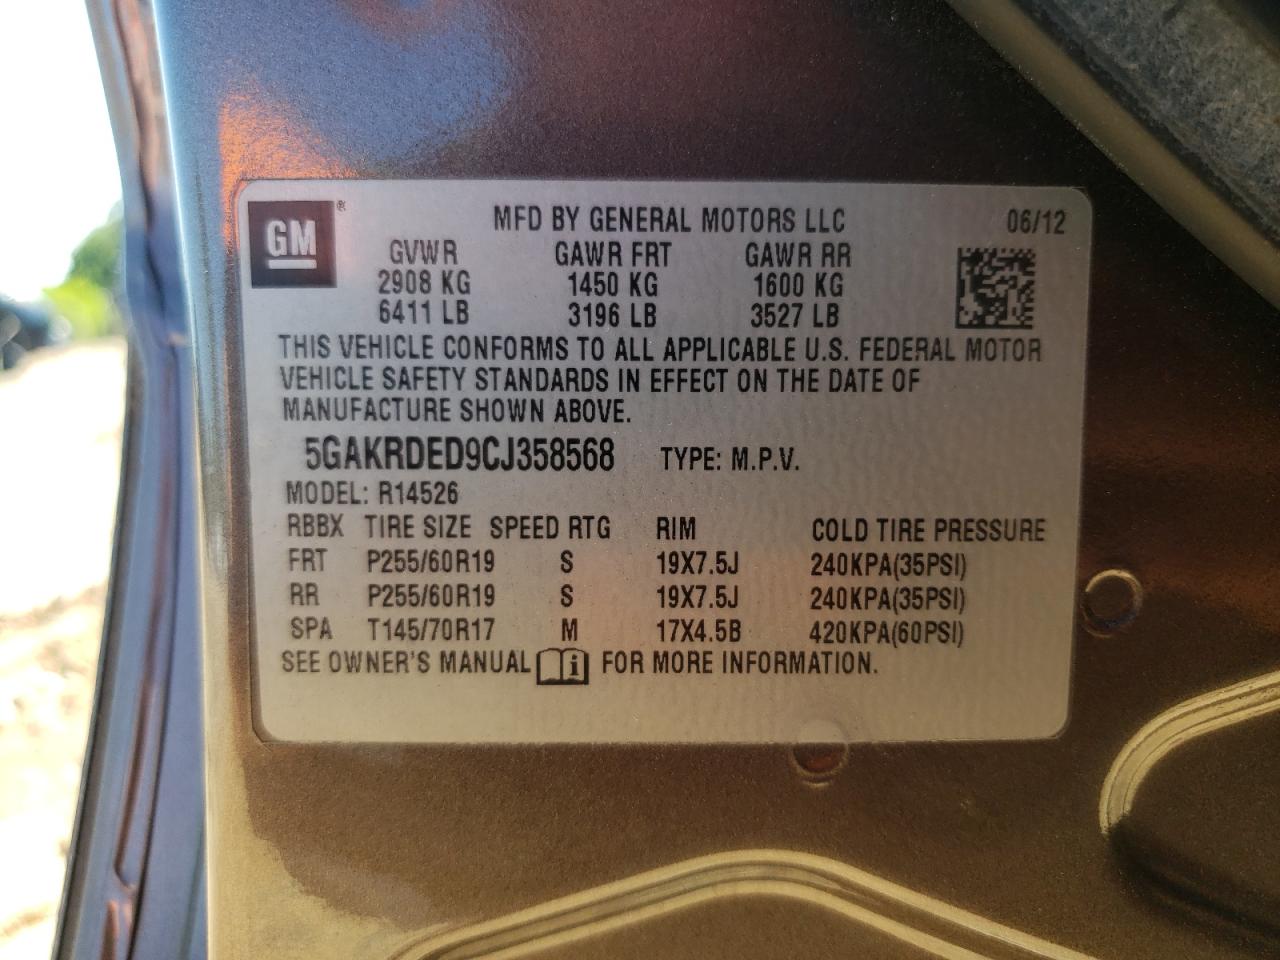 GM®
MFD BY GENERAL MOTORS LLC 06/12
GVWR GAWR FRT GAWR RR
2908 KG 1450 KG 1600 KG
6411 LB 3196 LB 3527 LB
THIS VEHICLE CONFORMS TO ALL APPLICABLE U.S. FEDERAL MOTOR
VEHICLE SAFETY STANDARDS IN EFFECT ON THE DATE OF
MANUFACTURE SHOWN ABOVE.
5GAKRDED9CJ358568 TYPE: M.P.V.
MODEL: R14526
RBBX TIRE SIZE SPEED RTG RIM COLD TIRE PRESSURE
FRT P255/60R19 S 19X7.5J 240KPA(35PSI)
RR P255/60R19 S 19X7.5J 240KPA(35PSI)
SPA T145/70R17 M 17X4.5B 420KPA(60PSI)
SEE OWNER'S MANUAL i FOR MORE INFORMATION.